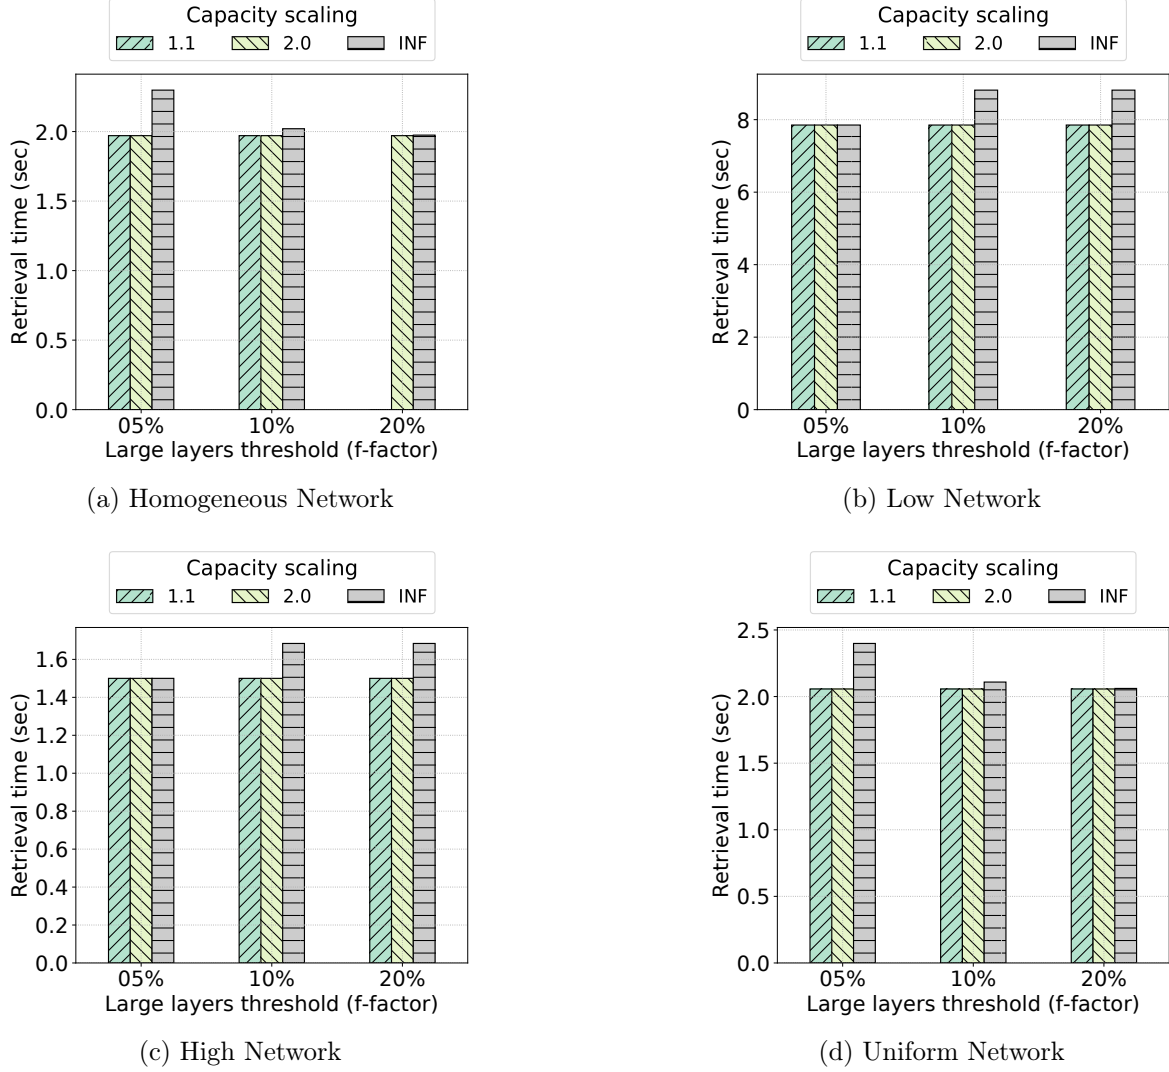 Capacity scaling
1.1 2.0 INF
Retrieval time (sec)
2.0
1.5
1.0
0.5
0.0
05% 10% 20%
Large layers threshold (f-factor)
(a) Homogeneous Network
Capacity scaling
1.1 2.0 INF
Retrieval time (sec)
8
6
4
2
0
05% 10% 20%
Large layers threshold (f-factor)
(b) Low Network
Capacity scaling
1.1 2.0 INF
Retrieval time (sec)
1.6
1.4
1.2
1.0
0.8
0.6
0.4
0.2
0.0
05% 10% 20%
Large layers threshold (f-factor)
(c) High Network
Capacity scaling
1.1 2.0 INF
Retrieval time (sec)
2.5
2.0
1.5
1.0
0.5
0.0
05% 10% 20%
Large layers threshold (f-factor)
(d) Uniform Network